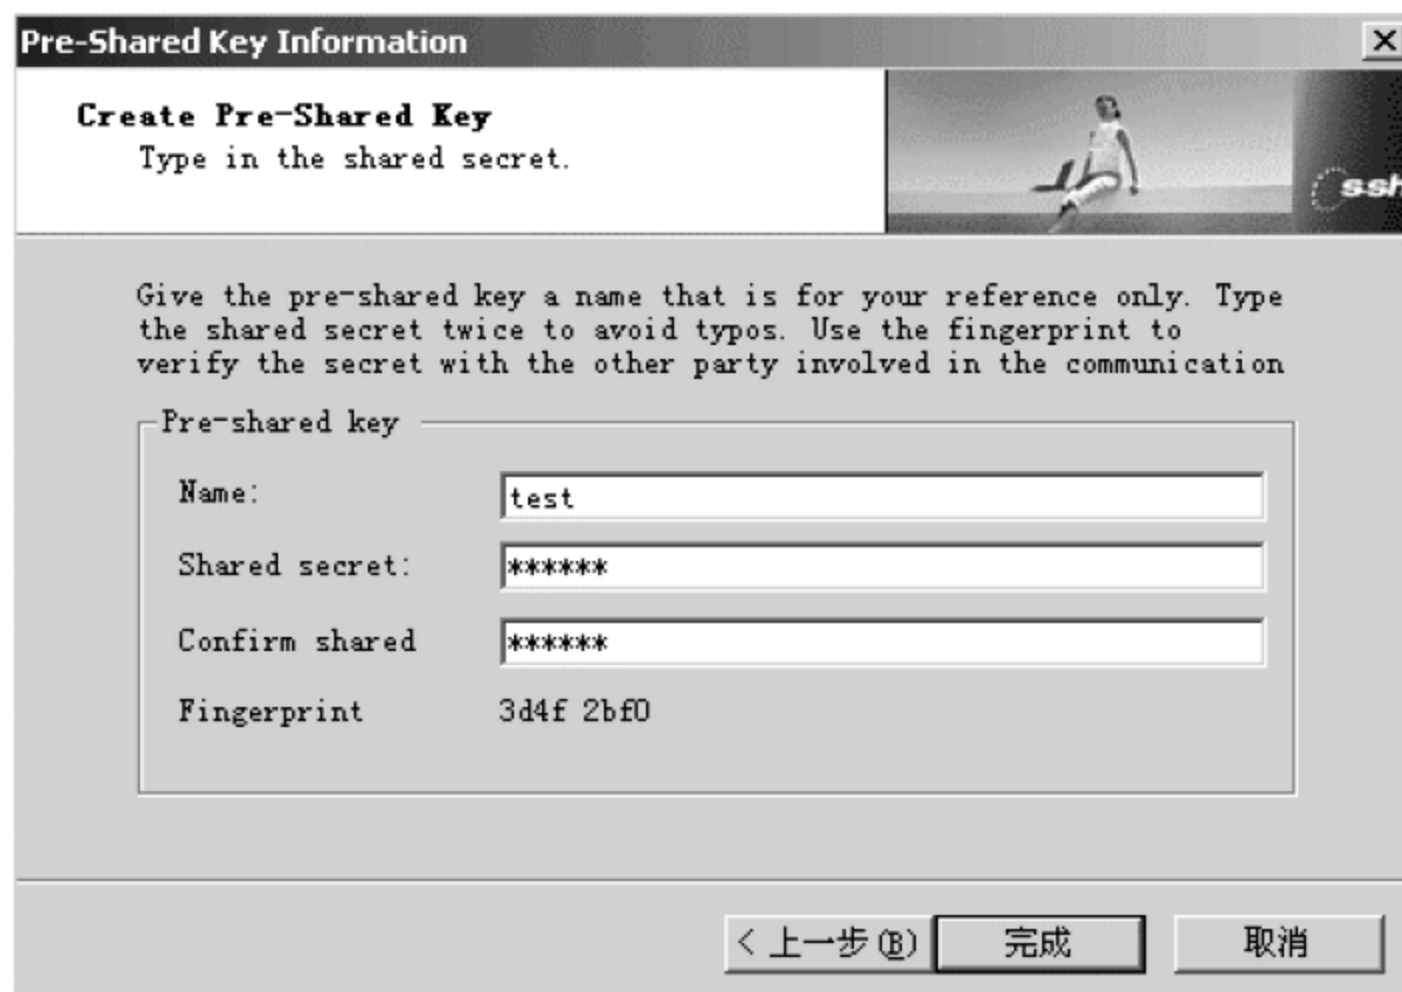 Pre-Shared Key Information
Create Pre-Shared Key
Type in the shared secret.
ssh
Give the pre-shared key a name that is for your reference only. Type
the shared secret twice to avoid typos. Use the fingerprint to
verify the secret with the other party involved in the communication
Pre-shared key
Name: test
Shared secret: ******
Confirm shared ******
Fingerprint 3d4f 2bf0
< 上一步(B) 完成 取消